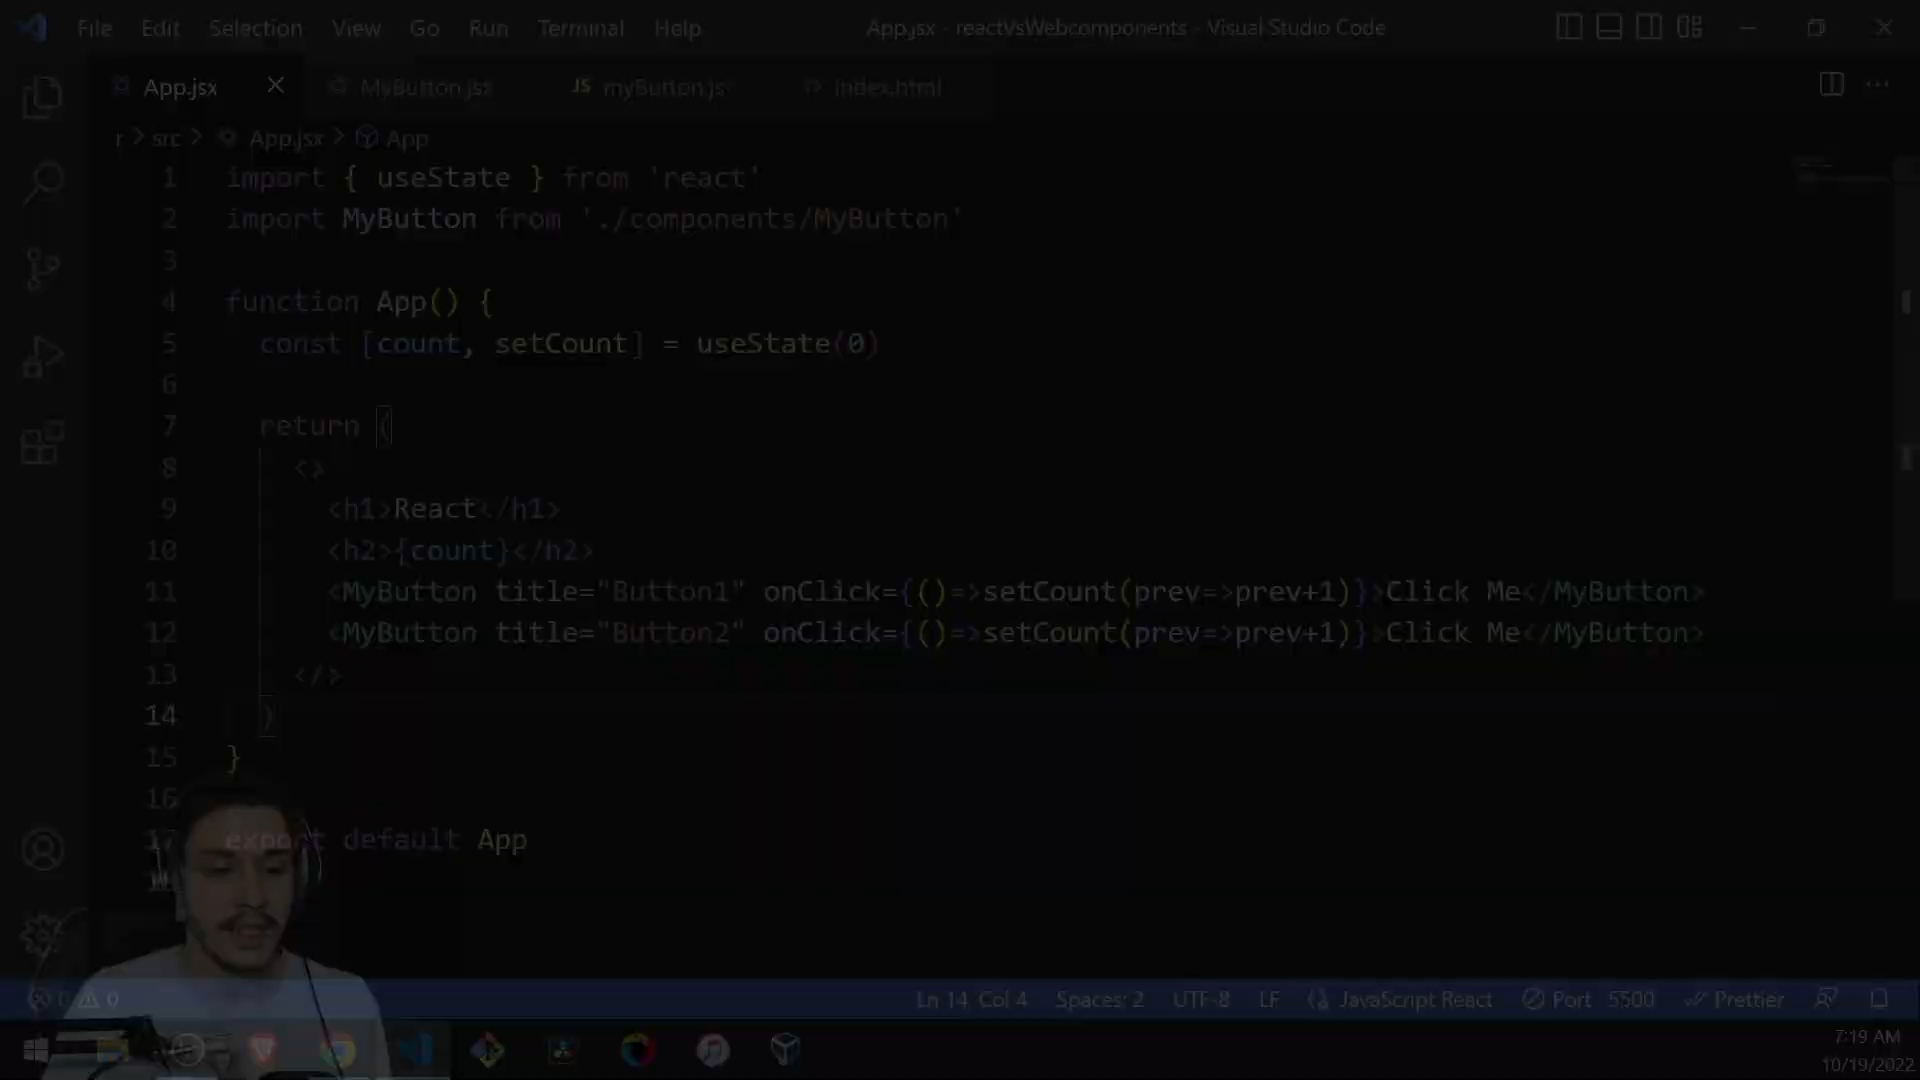 File Edit Selection View Go Run Terminal Help App.jsx - reactVsWebcomponents - Visual Studio Code
App.jsx MyButton.jsx JS myButton.js index.html
r > src > App.jsx > App
1 import { useState } from 'react'
2 import MyButton from './components/MyButton'
3
4 function App() {
5 const [count, setCount] = useState(0)
6
7 return (
8 <>
9 <h1>React</h1>
10 <h2>{count}</h2>
11 <MyButton title="Button1" onClick={()=>setCount(prev=>prev+1)}>Click Me</MyButton>
12 <MyButton title="Button2" onClick={()=>setCount(prev=>prev+1)}>Click Me</MyButton>
13 </>
14 )
15 }
16
17 export default App
0 0 Ln 14, Col 4 Spaces: 2 UTF-8 LF JavaScript React Port : 5500 Prettier
7:19 AM
10/19/2022